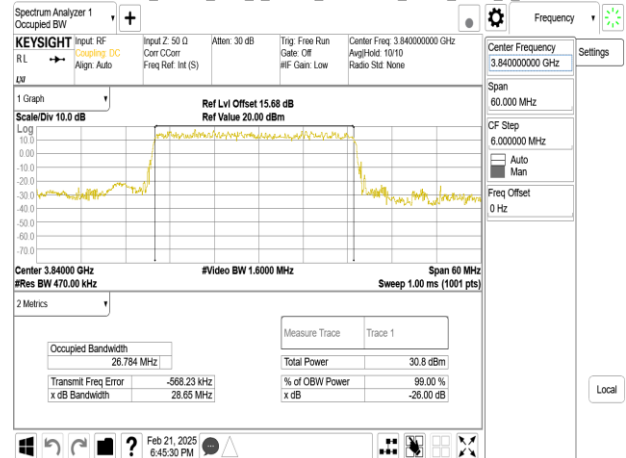 Spectrum Analyzer 1
Occupied BW
Frequency
KEYSIGHT
Input: RF
Coupling: DC
Align: Auto
Input Z: 50 Ω
Corr CCorr
Freq Ref: Int (S)
Atten: 30 dB
Trig: Free Run
Gate: Off
#IF Gain: Low
Center Freq: 3.840000000 GHz
Avg|Hold: 10/10
Radio Std: None
RL
LXI
Center Frequency
3.840000000 GHz
Settings
Span
60.000 MHz
CF Step
6.000000 MHz
Auto
Man
Freq Offset
0 Hz
Local
1 Graph
Scale/Div 10.0 dB
Ref Lvl Offset 15.68 dB
Ref Value 20.00 dBm
Log
10.0
0.00
-10.0
-20.0
-30.0
-40.0
-50.0
-60.0
-70.0
Center 3.84000 GHz
#Video BW 1.6000 MHz
Span 60 MHz
#Res BW 470.00 kHz
Sweep 1.00 ms (1001 pts)
2 Metrics
Measure Trace Trace 1
Occupied Bandwidth
26.784 MHz
Total Power 30.8 dBm
Transmit Freq Error -568.23 kHz
% of OBW Power 99.00 %
x dB Bandwidth 28.65 MHz
x dB -26.00 dB
?
Feb 21, 2025
6:45:30 PM